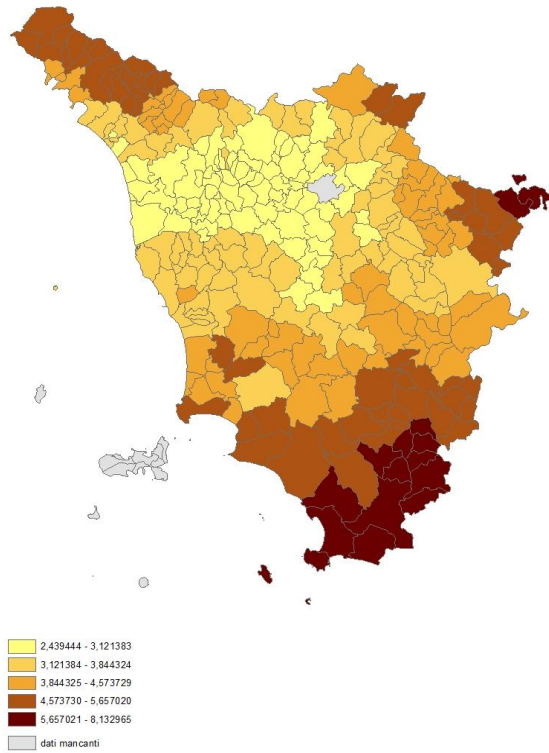 2,439444 - 3,121383
3,121384 - 3,844324
3,844325 - 4,573729
4,573730 - 5,657020
5,657021 - 8,132965
dati mancanti